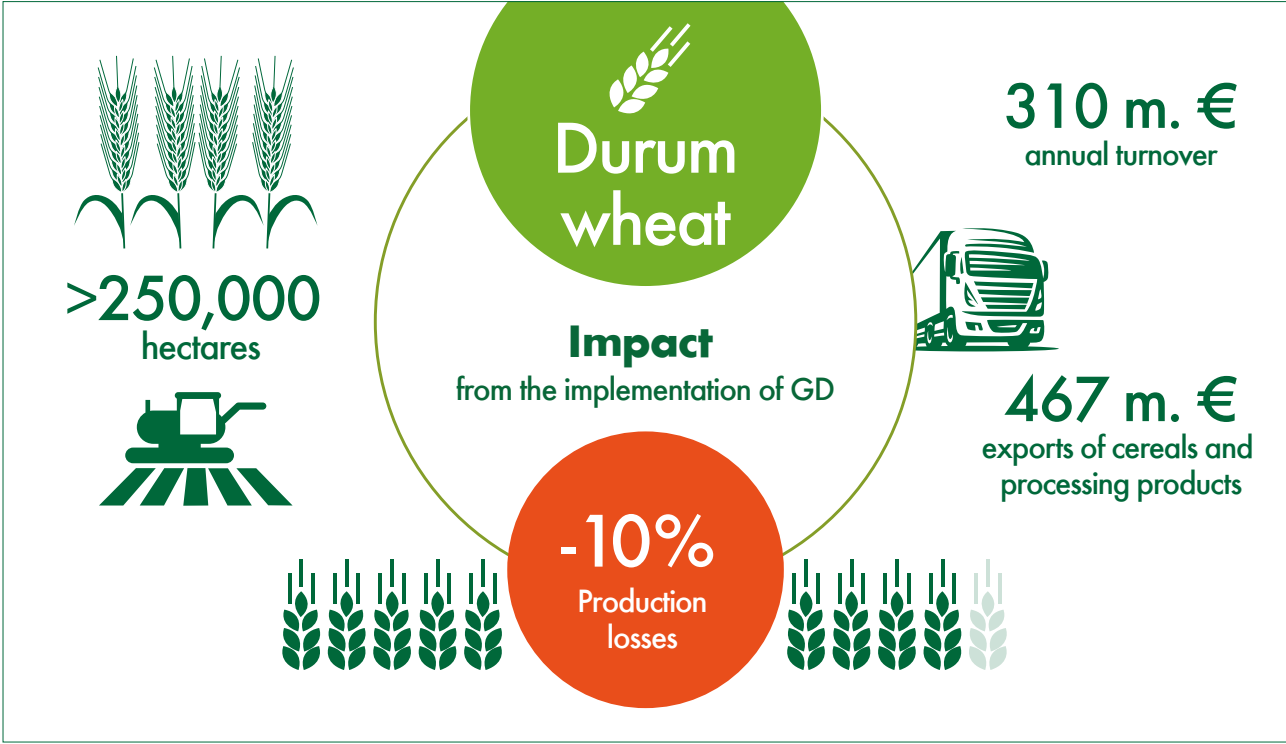 Durum
wheat
>250,000
hectares
Impact
from the implementation of GD
310 m. €
annual turnover
467 m. €
exports of cereals and
processing products
-10%
Production
losses